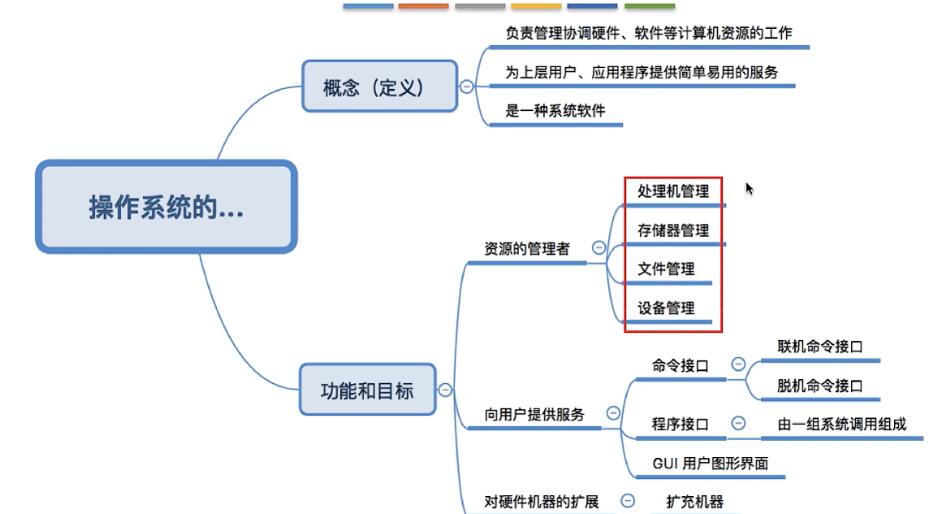 操作系统的...
概念（定义）
负责管理协调硬件、软件等计算机资源的工作
为上层用户、应用程序提供简单易用的服务
是一种系统软件
功能和目标
资源的管理者
处理机管理
存储器管理
文件管理
设备管理
向用户提供服务
命令接口
联机命令接口
脱机命令接口
程序接口
由一组系统调用组成
GUI 用户图形界面
对硬件机器的扩展
扩充机器